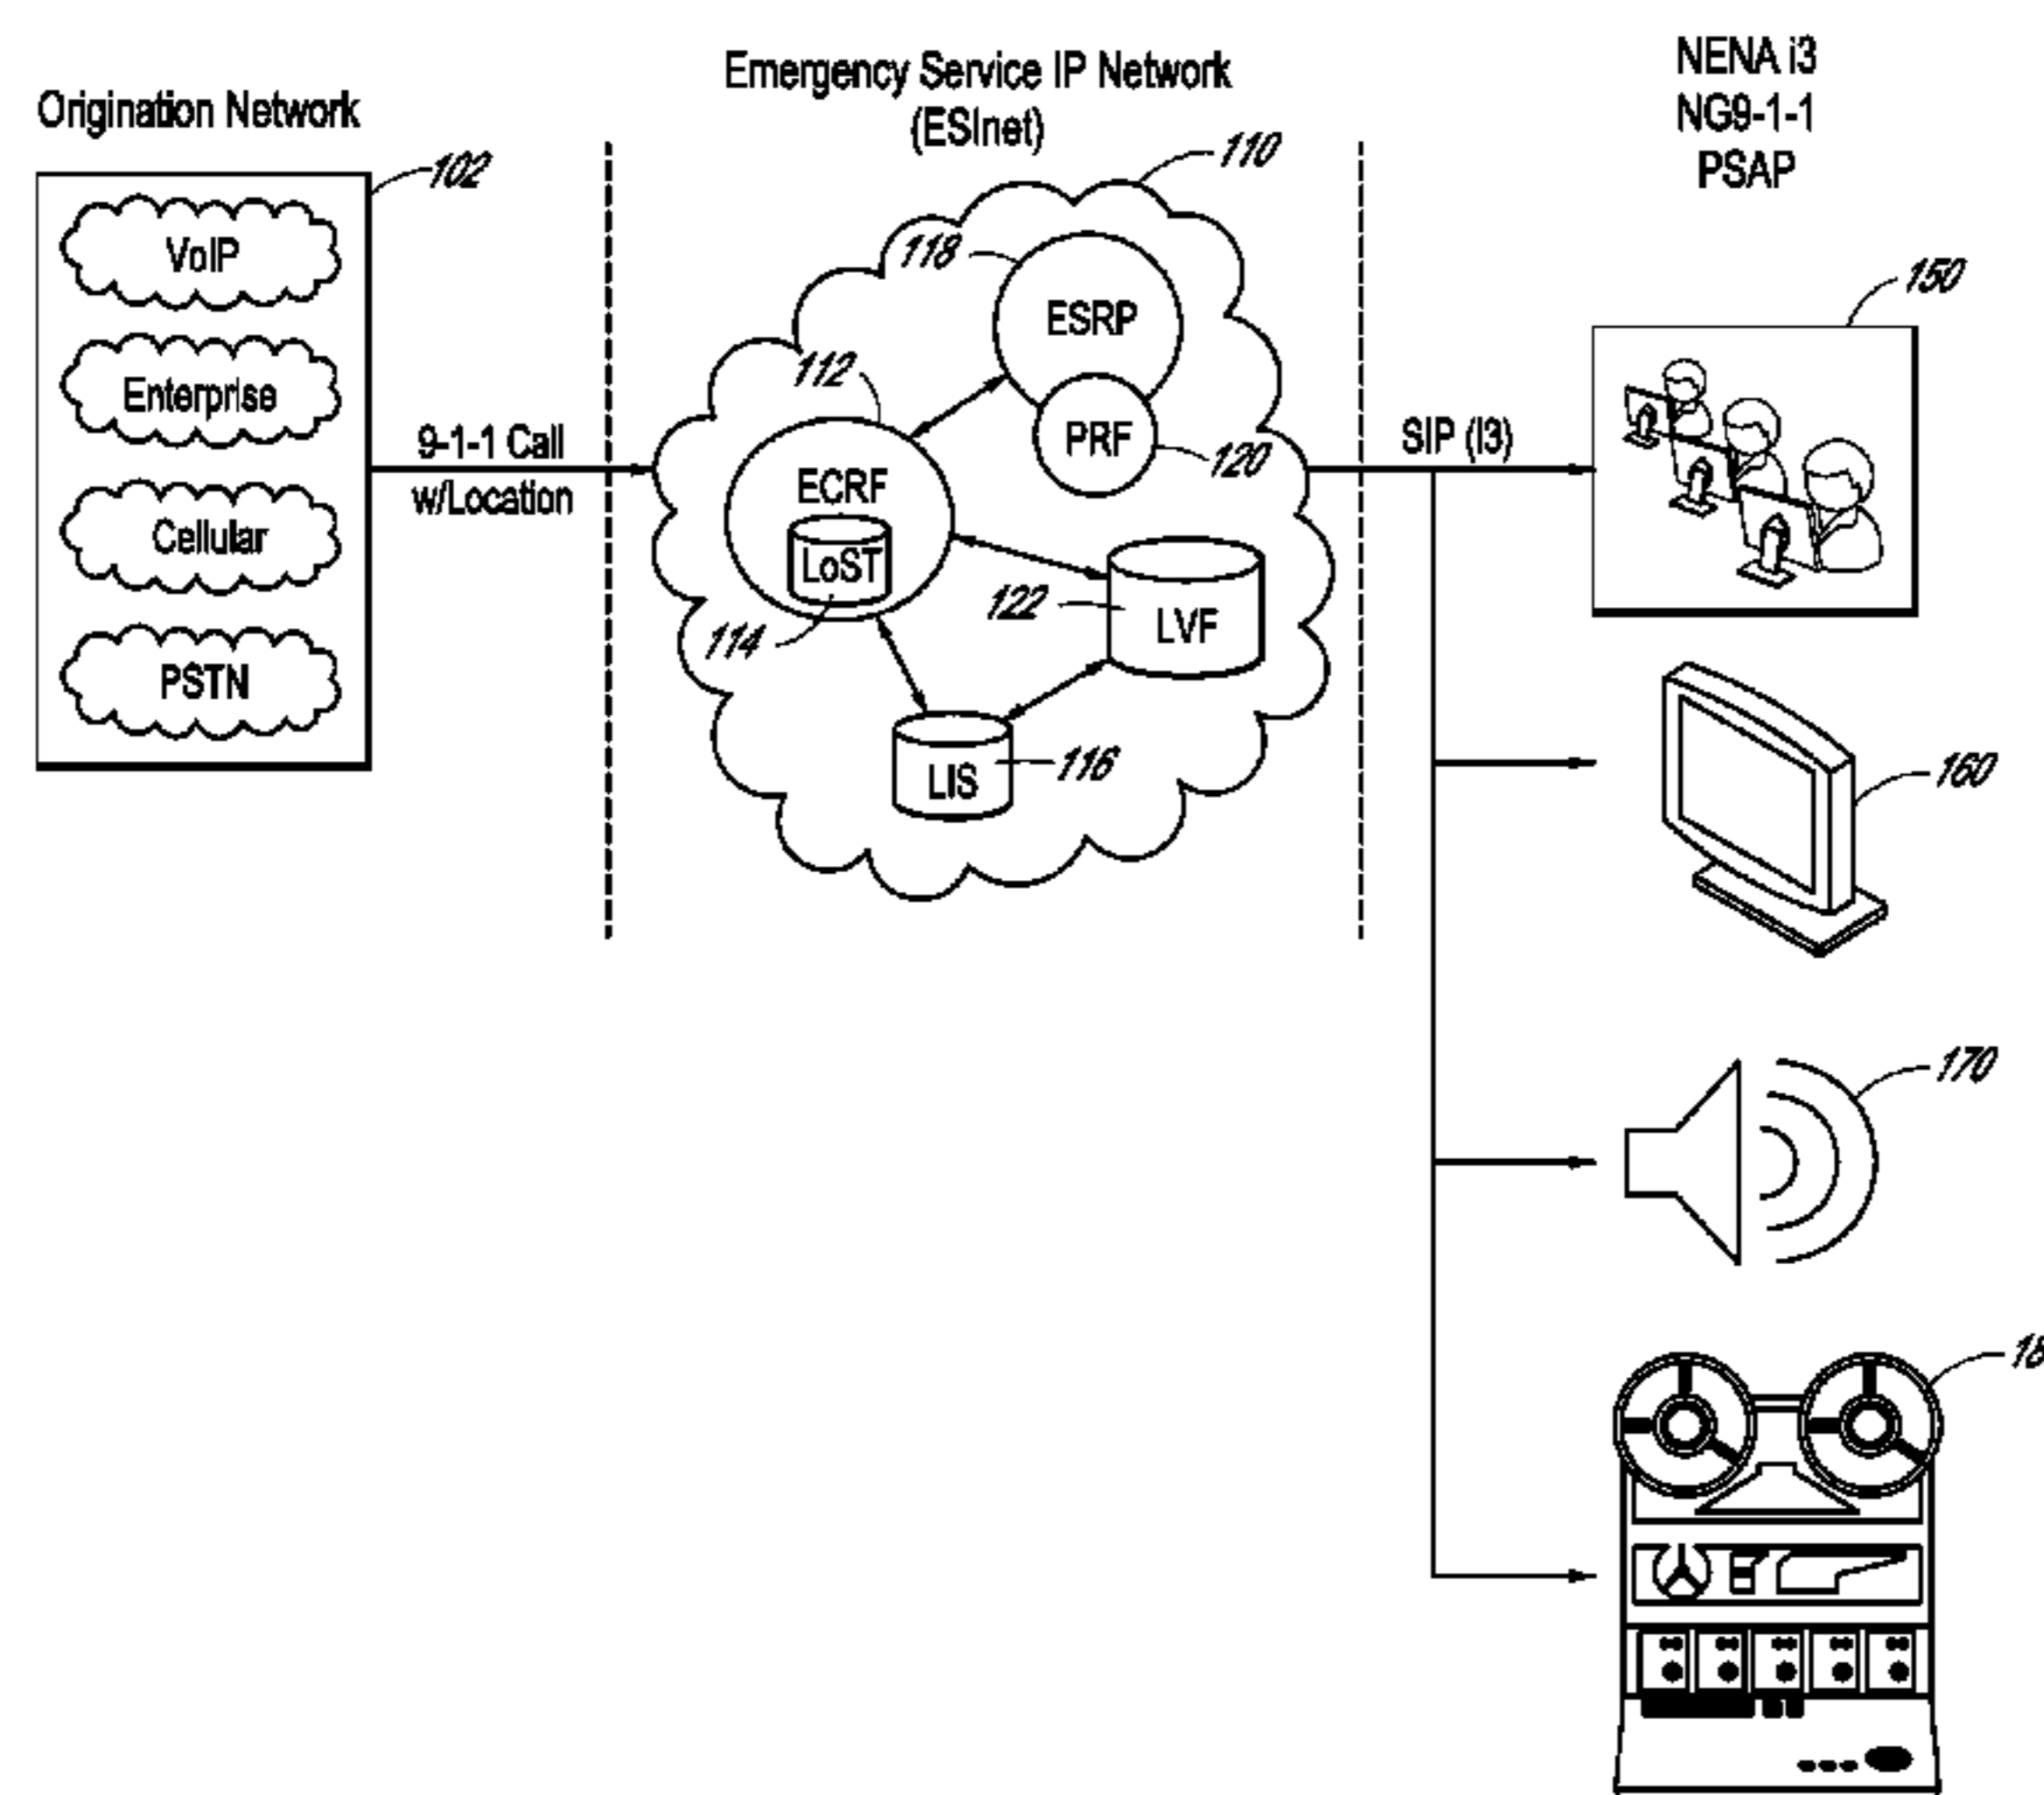 Origination Network
102
VoIP
Enterprise
Cellular
PSTN
9-1-1 Call
w/Location
Emergency Service IP Network
(ESInet)
110
118
ESRP
112
PRF
120
ECRF
LoST
114
122
LVF
LIS
116
SIP (I3)
NENA i3
NG9-1-1
PSAP
150
160
170